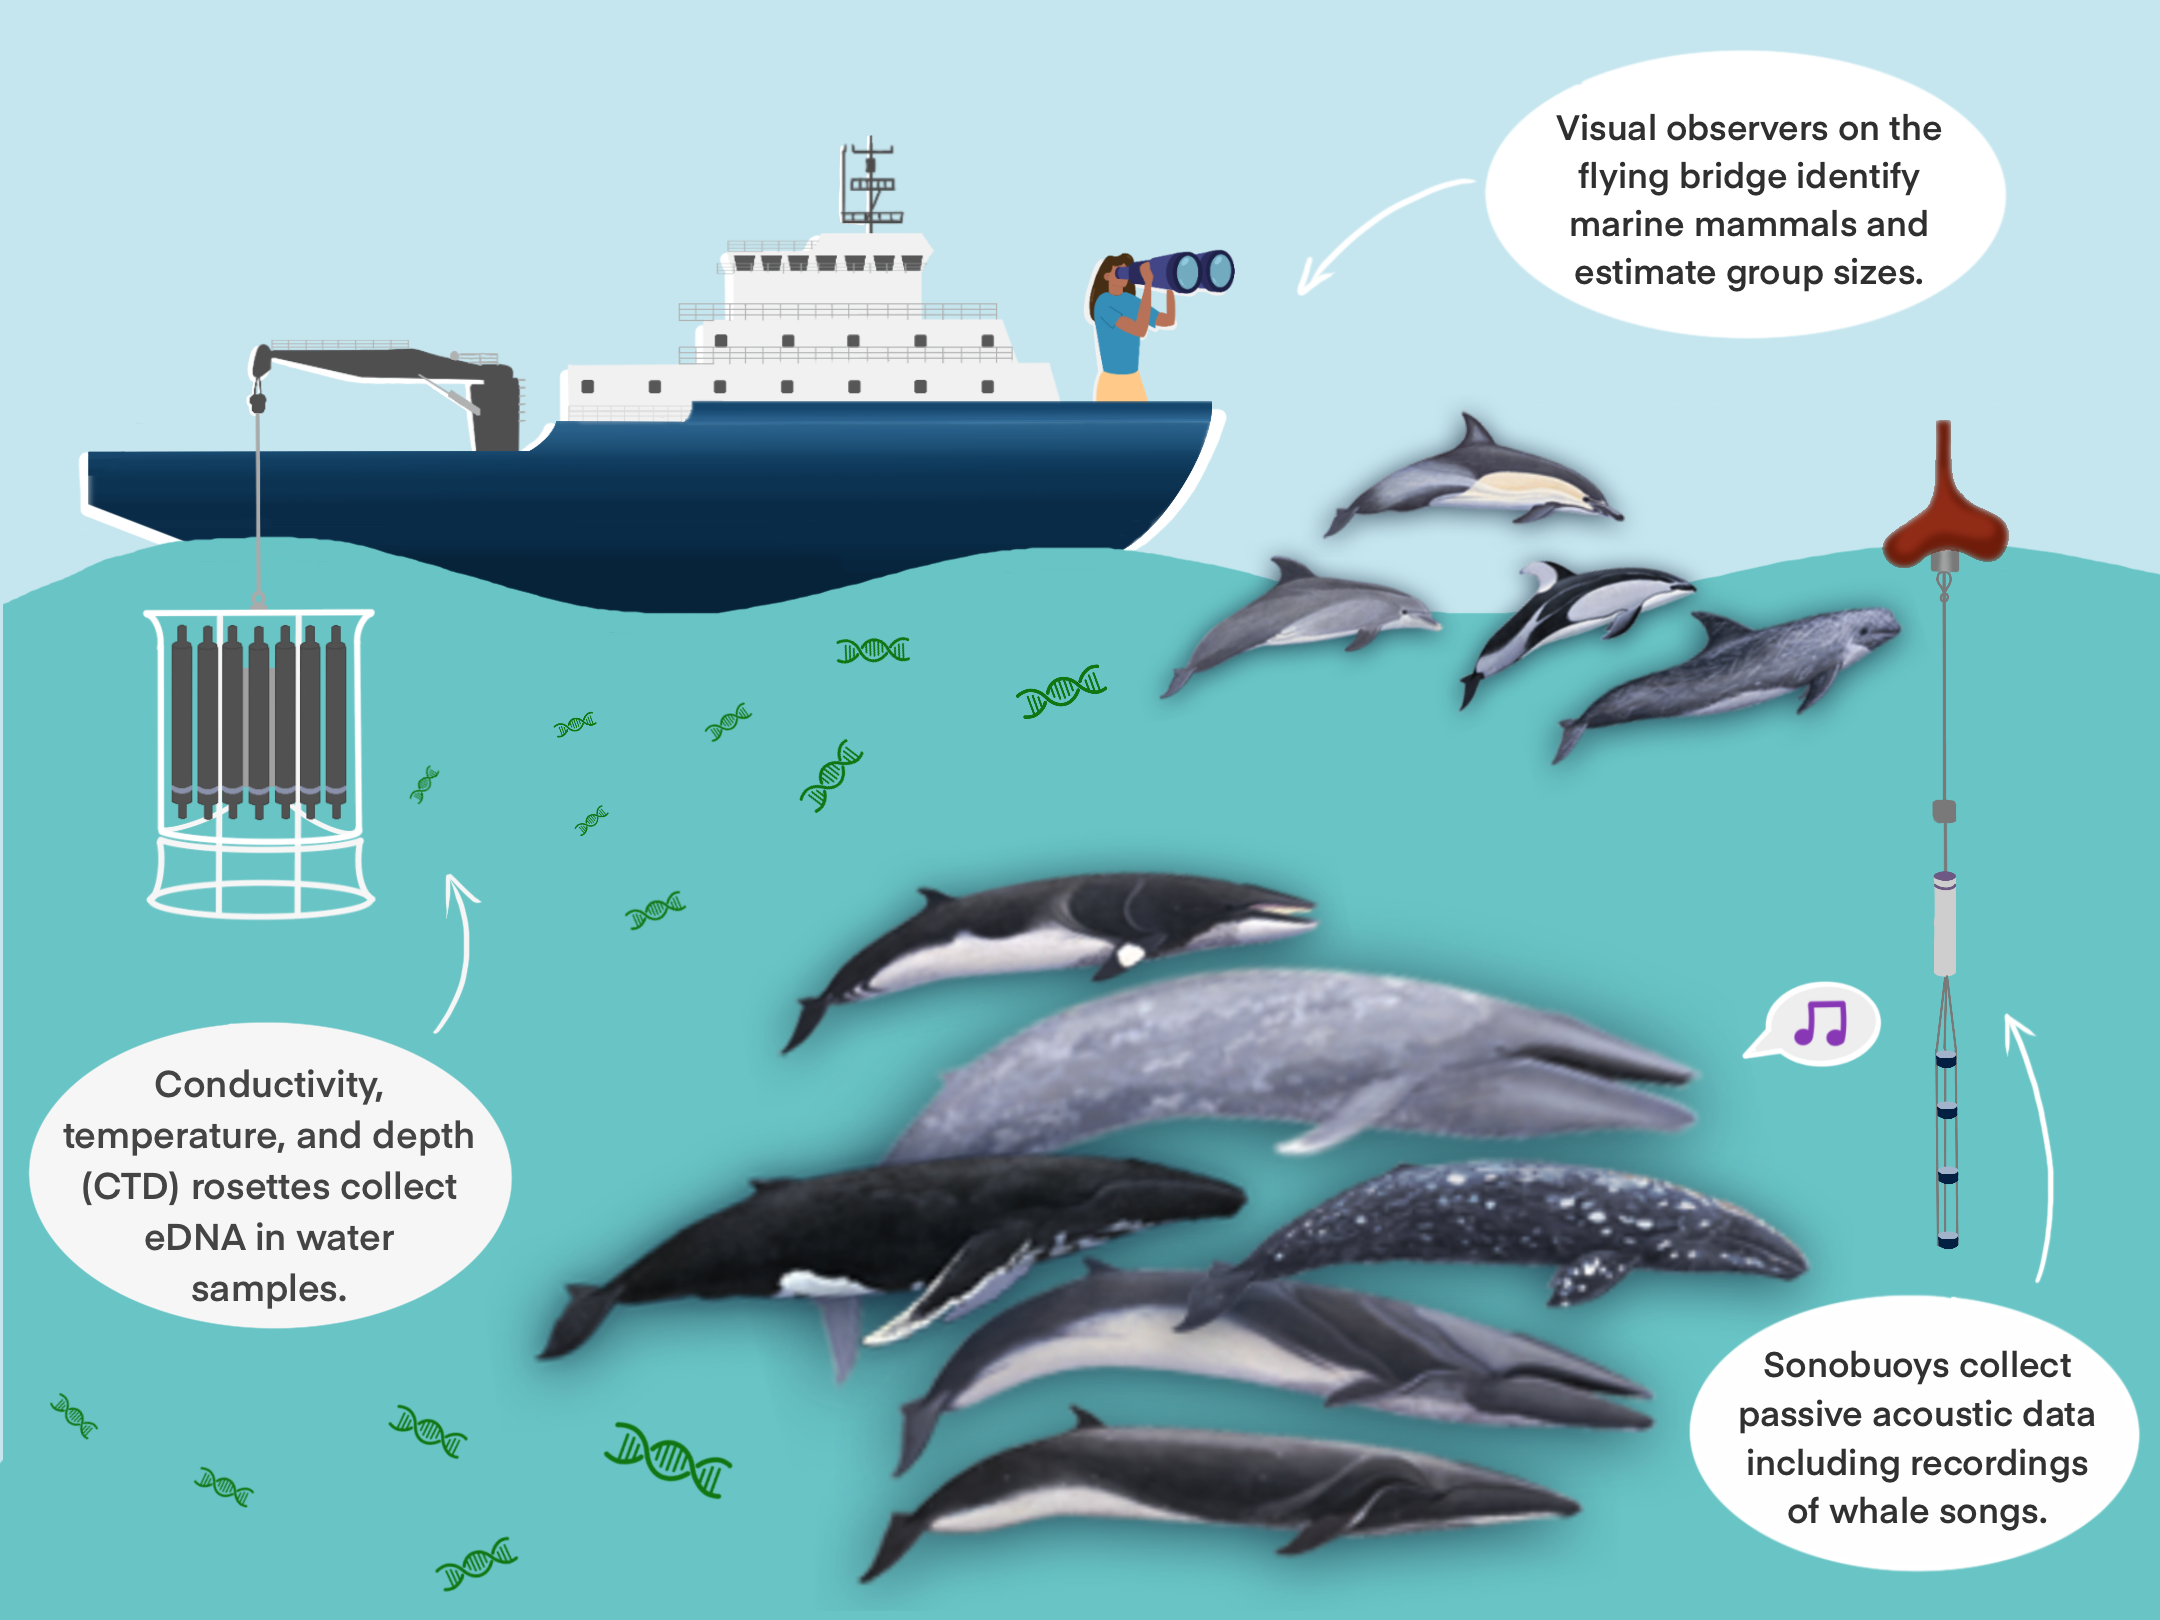 Visual observers on the
flying bridge identify
marine mammals and
estimate group sizes.
Conductivity,
temperature, and depth
(CTD) rosettes collect
eDNA in water
samples.
Sonobuoys collect
passive acoustic data
including recordings
of whale songs.